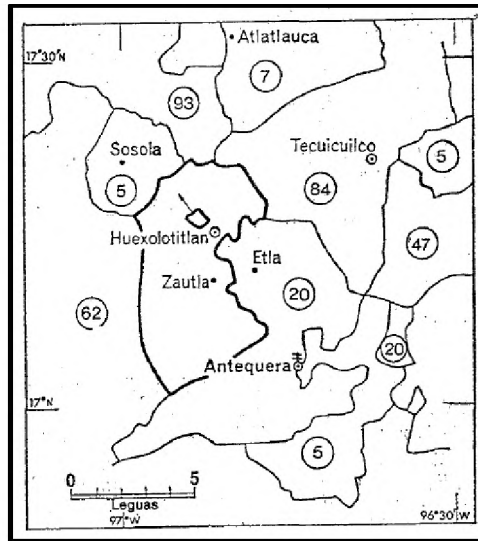 Atlatlauca
17°30'N
7
93
Tecuicuilco
5
Sosola
5
84
Huexolotitlan
47
Etla
Zautla
20
62
20
Antequera
17°N
5
0 5
Leguas
97°W
96°30'W